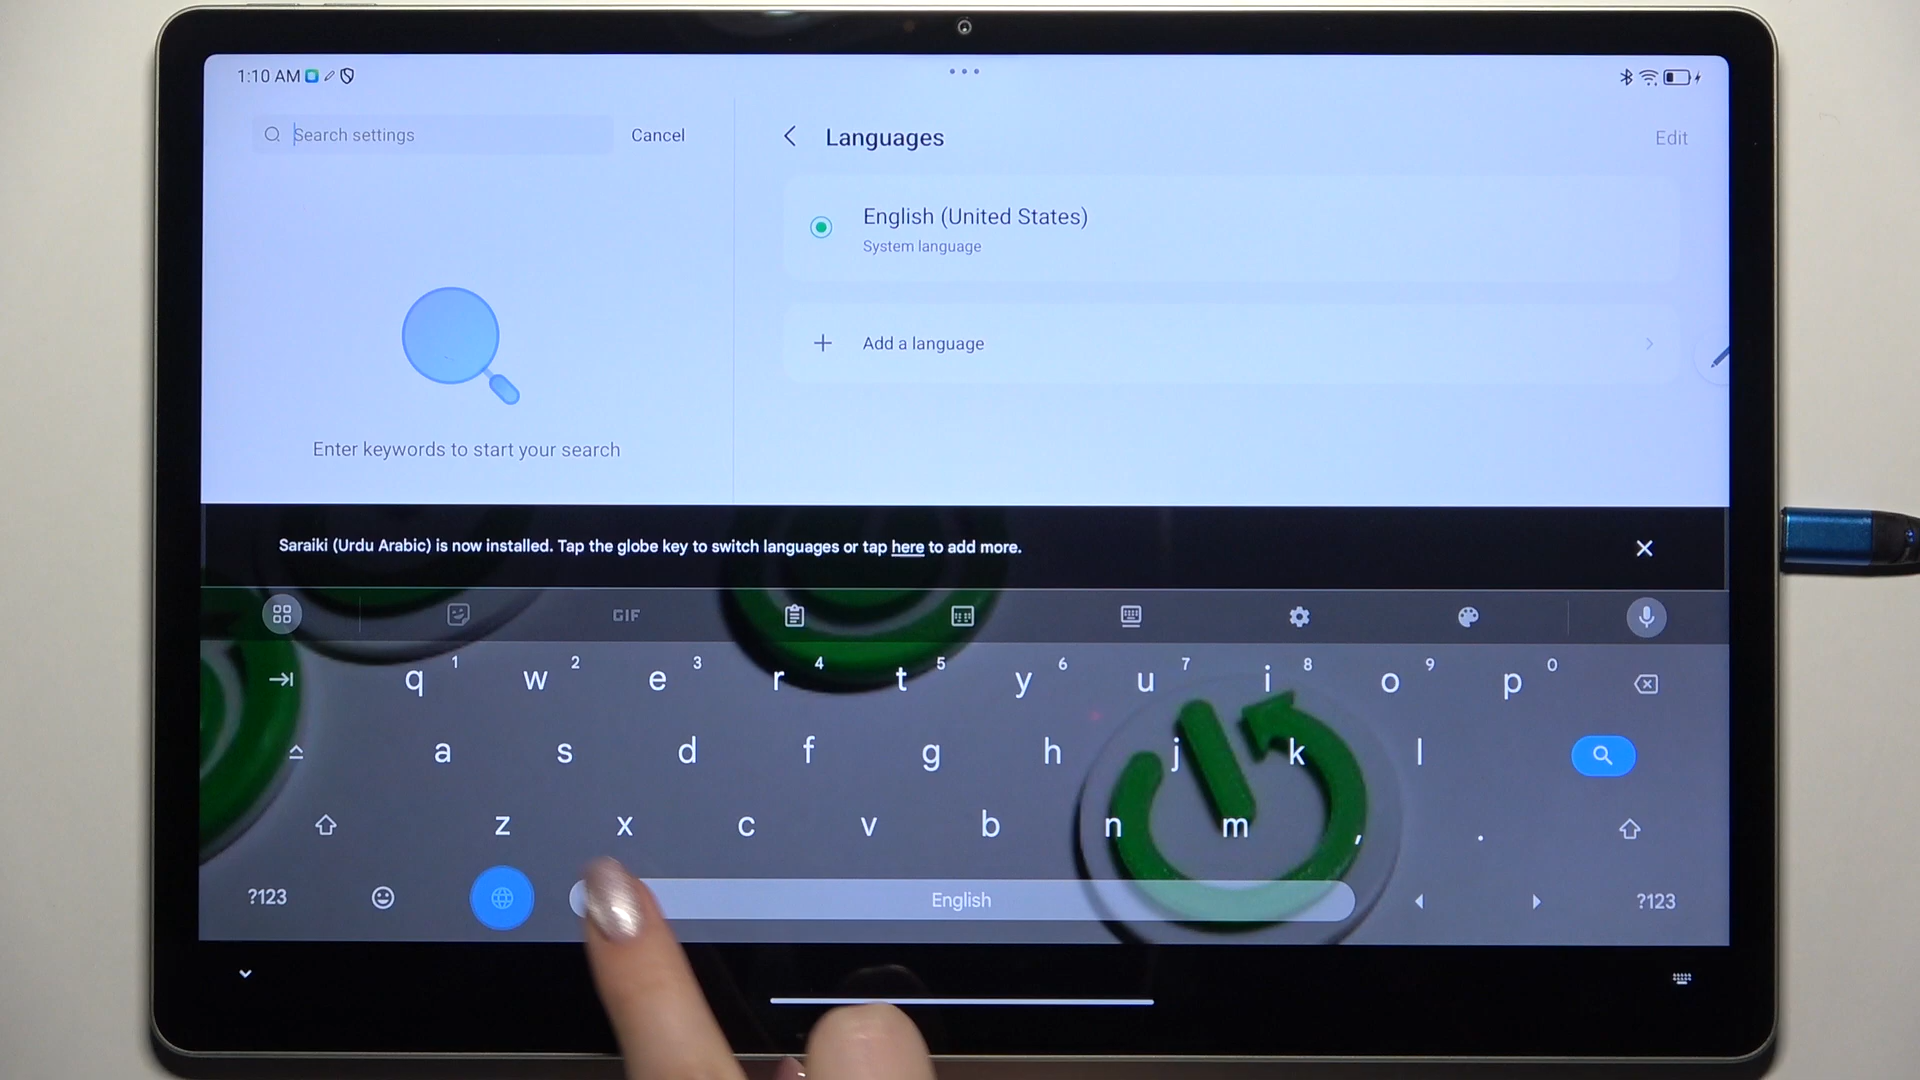 1:10 AM
Search settings
Cancel
Languages
Edit
English (United States)
System language
Add a language
Enter keywords to start your search
Saraiki (Urdu Arabic) is now installed. Tap the globe key to switch languages or tap here to add more.
GIF
q 1 w 2 e 3 r 4 t 5 y 6 u 7 i 8 o 9 p 0
a s d f g h j k l
z x c v b n m , .
?123 English ?123